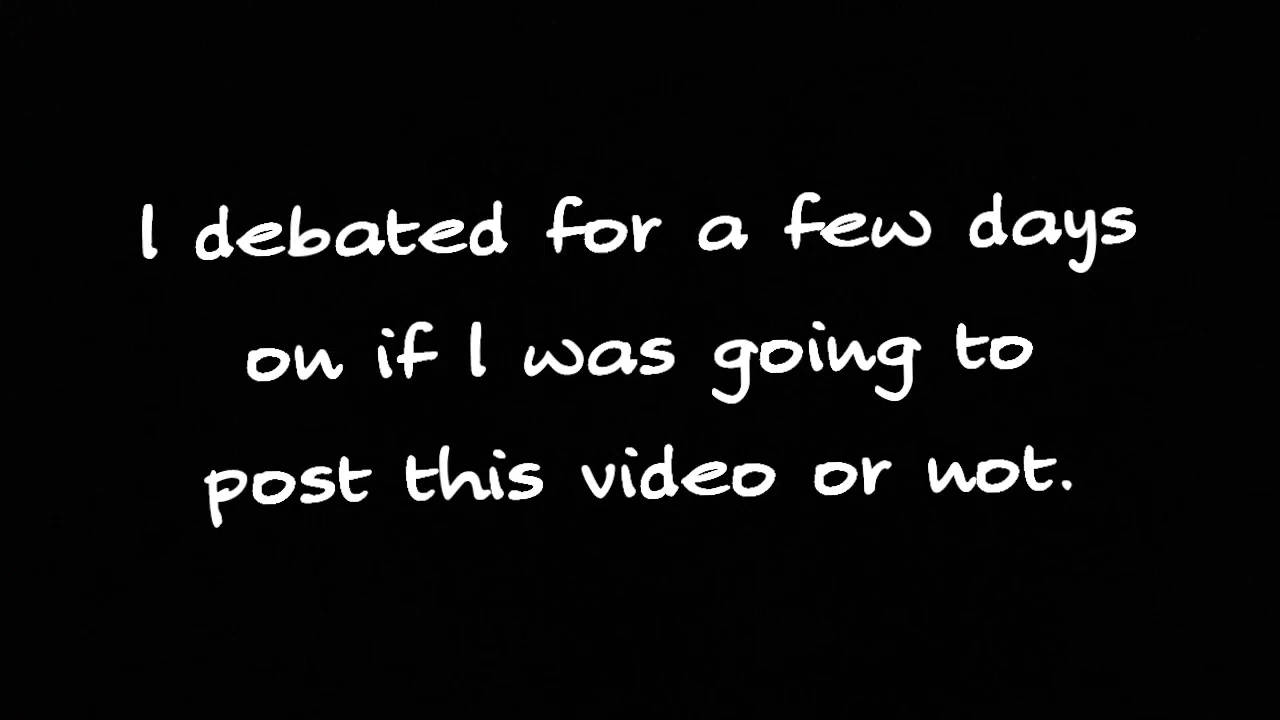 I debated for a few days
on if I was going to
post this video or not.